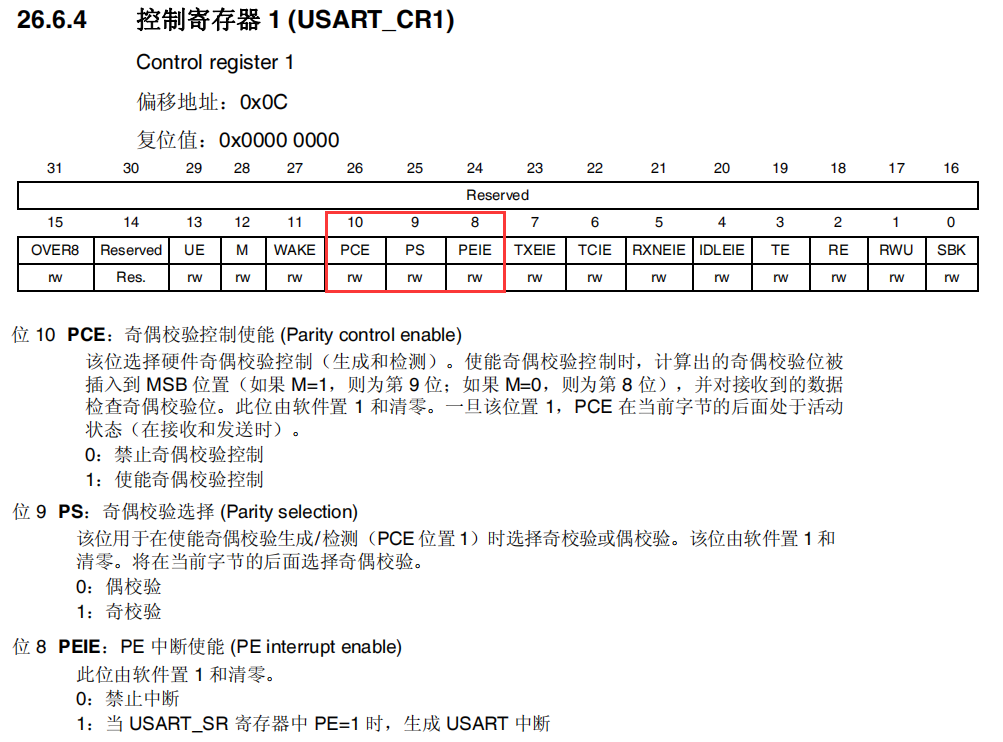 26.6.4 控制寄存器 1 (USART_CR1)
Control register 1
偏移地址：0x0C
复位值：0x0000 0000
31 30 29 28 27 26 25 24 23 22 21 20 19 18 17 16
Reserved
15 14 13 12 11 10 9 8 7 6 5 4 3 2 1 0
OVER8 Reserved UE M WAKE PCE PS PEIE TXEIE TCIE RXNEIE IDLEIE TE RE RWU SBK
rw Res. rw rw rw rw rw rw rw rw rw rw rw rw rw rw
位 10 PCE：奇偶校验控制使能 (Parity control enable)
该位选择硬件奇偶校验控制（生成和检测）。使能奇偶校验控制时，计算出的奇偶校验位被
插入到 MSB 位置（如果 M=1，则为第 9 位；如果 M=0，则为第 8 位），并对接收到的数据
检查奇偶校验位。此位由软件置 1 和清零。一旦该位置 1，PCE 在当前字节的后面处于活动
状态（在接收和发送时）。
0：禁止奇偶校验控制
1：使能奇偶校验控制
位 9 PS：奇偶校验选择 (Parity selection)
该位用于在使能奇偶校验生成/检测（PCE 位置 1）时选择奇校验或偶校验。该位由软件置 1 和
清零。将在当前字节的后面选择奇偶校验。
0：偶校验
1：奇校验
位 8 PEIE：PE 中断使能 (PE interrupt enable)
此位由软件置 1 和清零。
0：禁止中断
1：当 USART_SR 寄存器中 PE=1 时，生成 USART 中断